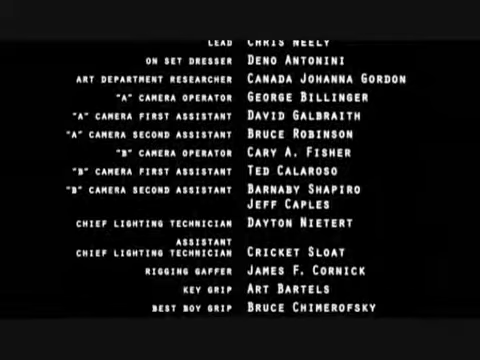 LEAD CHRIS NEELY
ON SET DRESSER DENO ANTONINI
ART DEPARTMENT RESEARCHER CANADA JOHANNA GORDON
"A" CAMERA OPERATOR GEORGE BILLINGER
"A" CAMERA FIRST ASSISTANT DAVID GALBRAITH
"A" CAMERA SECOND ASSISTANT BRUCE ROBINSON
"B" CAMERA OPERATOR CARY A. FISHER
"B" CAMERA FIRST ASSISTANT TED CALAROSO
"B" CAMERA SECOND ASSISTANT BARNABY SHAPIRO
JEFF CAPLES
CHIEF LIGHTING TECHNICIAN DAYTON NIETERT
ASSISTANT
CHIEF LIGHTING TECHNICIAN CRICKET SLOAT
RIGGING GAFFER JAMES F. CORNICK
KEY GRIP ART BARTELS
BEST BOY GRIP BRUCE CHIMEROFSKY